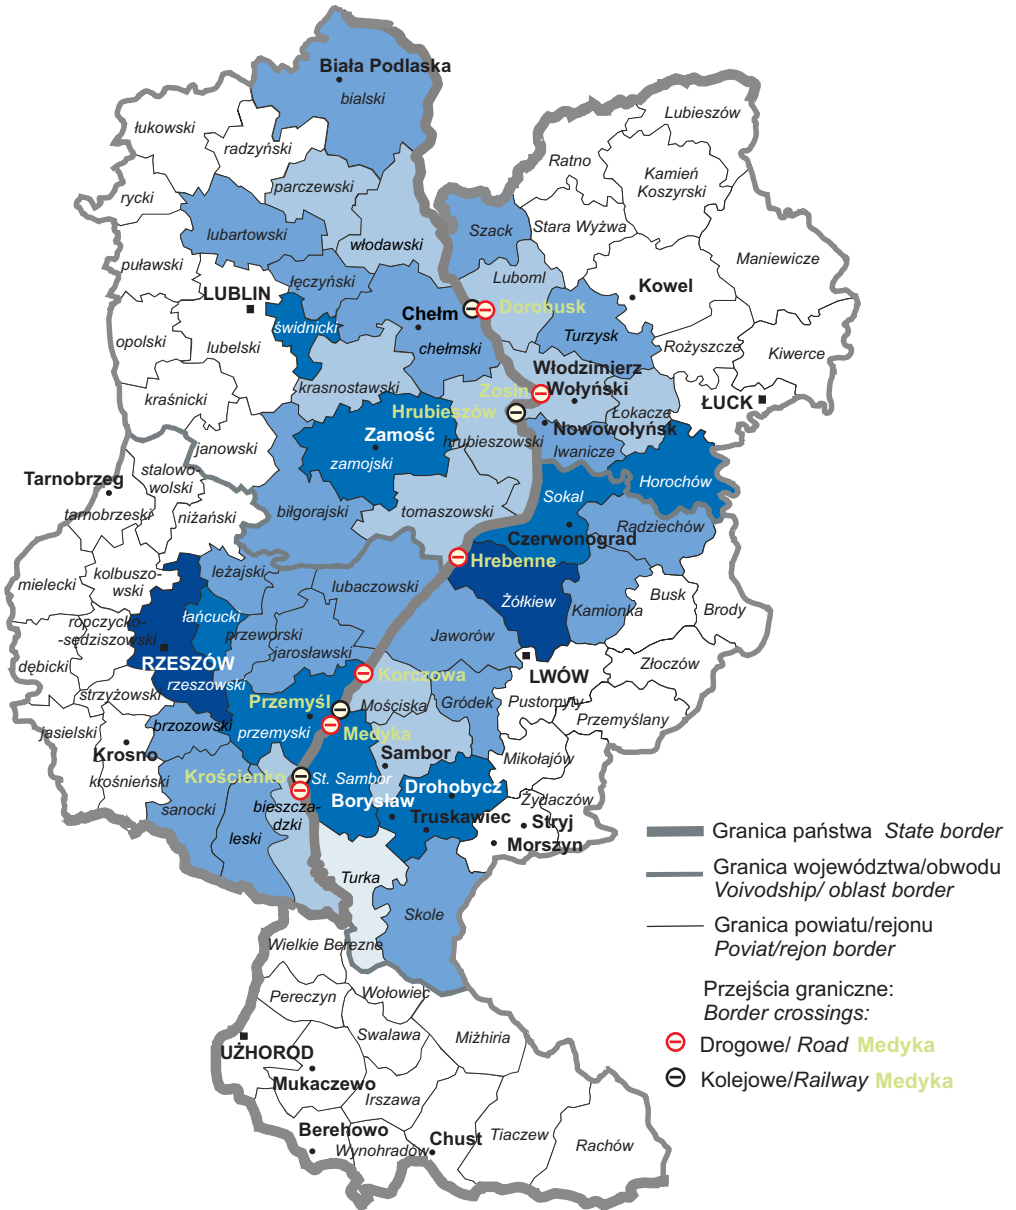 Biała Podlaska
bialski
Lubieszów
łukowski
radzyński
Ratno
Kamień
Koszyrski
parczewski
rycki
Stara Wyżwa
Szack
lubartowski
włodawski
Maniewicze
puławski
łęczyński
Luboml
Kowel
LUBLIN
Dorohusk
Chełm
świdnicki
Turzysk
opolski
lubelski
chełmski
Rożyszcze
Kiwerce
krasnostawski
Włodzimierz
Wołyński
Zosin
kraśnicki
ŁUCK
Hrubieszów
Łokacze
Zamość
Nowowołyńsk
hrubieszowski
janowski
Iwanicze
zamojski
stalowo-
wolski
Tarnobrzeg
Horochów
Sokal
tarnobrzeski
niżański
biłgorajski
tomaszowski
Radziechów
Czerwonograd
Hrebenne
leżajski
kolbuszo-
wski
mielecki
lubaczowski
Żółkiew
Kamionka
Busk
Brody
łańcucki
ropczycko-
-sędziszowski
przeworski
Jaworów
jarosławski
RZESZÓW
dębicki
Złoczów
LWÓW
Korczowa
rzeszowski
strzyżowski
Przemyśl
Mościska
Gródek
Pustomyty
Przemyślany
brzozowski
przemyski
Medyka
jasielski
Krosno
Sambor
Mikołajów
krośnieński
Krościenko
St. Sambor
Drohobycz
Borysław
Żydaczów
sanocki
bieszcza-
dzki
Truskawiec
Stryj
leski
Morszyn
Turka
Skole
Wielkie Berezne
Pereczyn
Wołowiec
Swalawa
Miżhiria
UŻHOROD
Mukaczewo
Irszawa
Berehowo
Chust
Tiaczew
Rachów
Wynohradów
Granica państwa State border
Granica województwa/obwodu
Voivodship/ oblast border
Granica powiatu/rejonu
Poviat/rejon border
Przejścia graniczne:
Border crossings:
Drogowe/ Road Medyka
Kolejowe/Railway Medyka